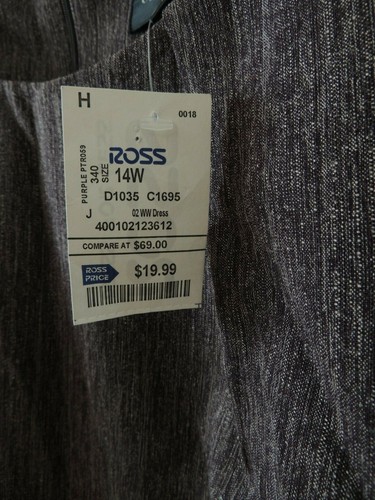 H
0018
ROSS
PURPLE PTR059
340
SIZE
14W
D1035 C1695
J
02 WW Dress
400102123612
COMPARE AT $69.00
ROSS
PRICE
$19.99